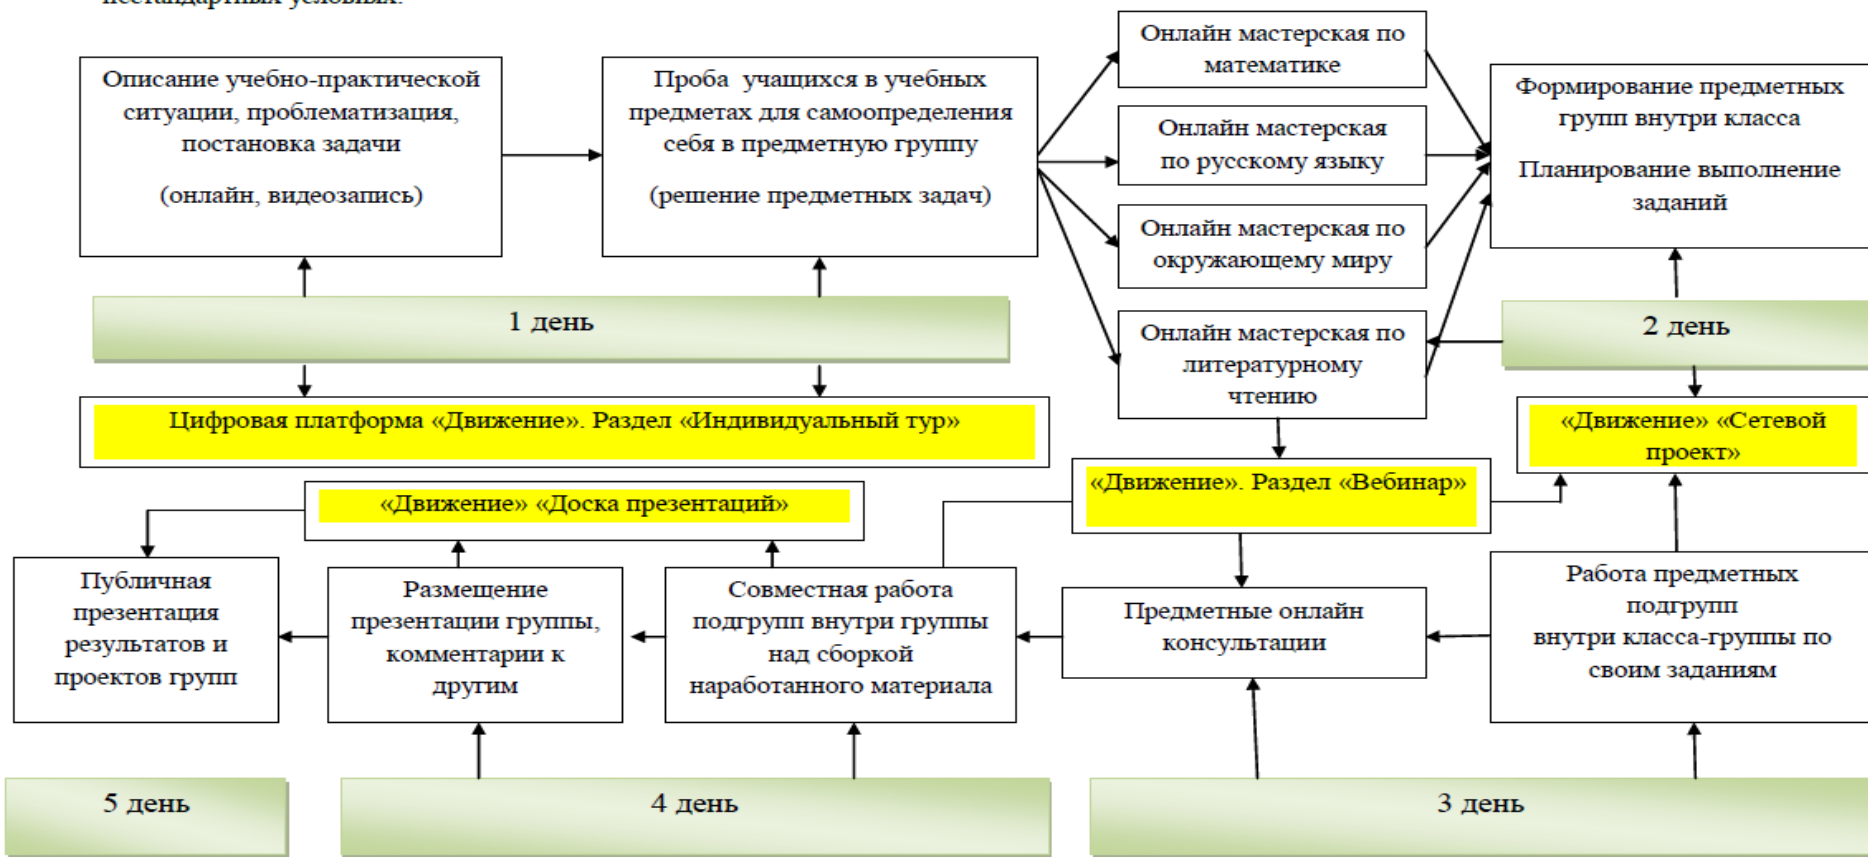 нестандартных условиях.
Описание учебно-практической
ситуации, проблематизация,
постановка задачи
(онлайн, видеозапись)
Проба учащихся в учебных
предметах для самоопределения
себя в предметную группу
(решение предметных задач)
Онлайн мастерская по
математике
Онлайн мастерская
по русскому языку
Онлайн мастерская по
окружающему миру
Онлайн мастерская по
литературному
чтению
Формирование предметных
групп внутри класса
Планирование выполнение
заданий
1 день
2 день
Цифровая платформа «Движение». Раздел «Индивидуальный тур»
«Движение» «Сетевой
проект»
«Движение». Раздел «Вебинар»
«Движение» «Доска презентаций»
Публичная
презентация
результатов и
проектов групп
Размещение
презентации группы,
комментарии к
другим
Совместная работа
подгрупп внутри группы
над сборкой
наработанного материала
Предметные онлайн
консультации
Работа предметных
подгрупп
внутри класса-группы по
своим заданиям
5 день
4 день
3 день